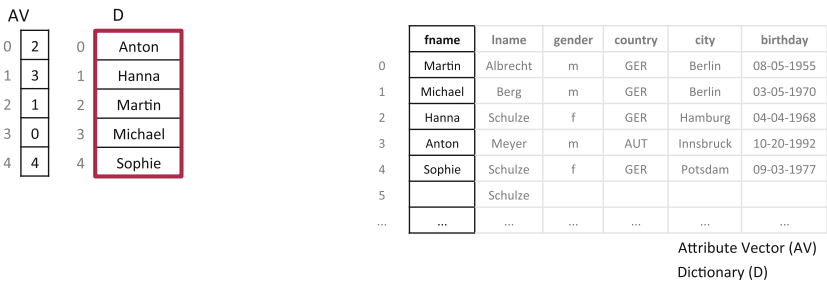 AV D
0 2 0 Anton
1 3 1 Hanna
2 1 2 Martin
3 0 3 Michael
4 4 4 Sophie
fname lname gender country city birthday
0 Martin Albrecht m GER Berlin 08-05-1955
1 Michael Berg m GER Berlin 03-05-1970
2 Hanna Schulze f GER Hamburg 04-04-1968
3 Anton Meyer m AUT Innsbruck 10-20-1992
4 Sophie Schulze f GER Potsdam 09-03-1977
5 Schulze
... ... ... ... ... ... ...
Attribute Vector (AV)
Dictionary (D)